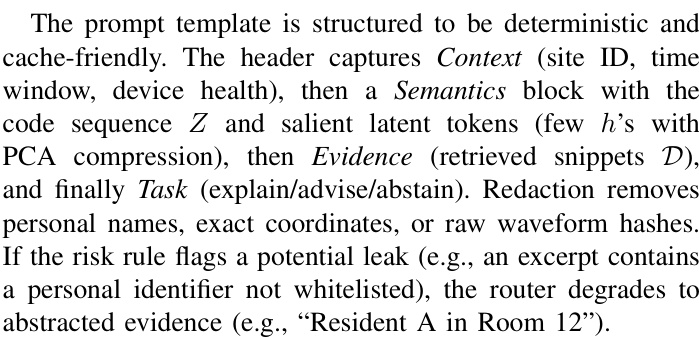 The prompt template is structured to be deterministic and
cache-friendly. The header captures Context (site ID, time
window, device health), then a Semantics block with the
code sequence Z and salient latent tokens (few h's with
PCA compression), then Evidence (retrieved snippets 𝒟),
and finally Task (explain/advise/abstain). Redaction removes
personal names, exact coordinates, or raw waveform hashes.
If the risk rule flags a potential leak (e.g., an excerpt contains
a personal identifier not whitelisted), the router degrades to
abstracted evidence (e.g., “Resident A in Room 12”).